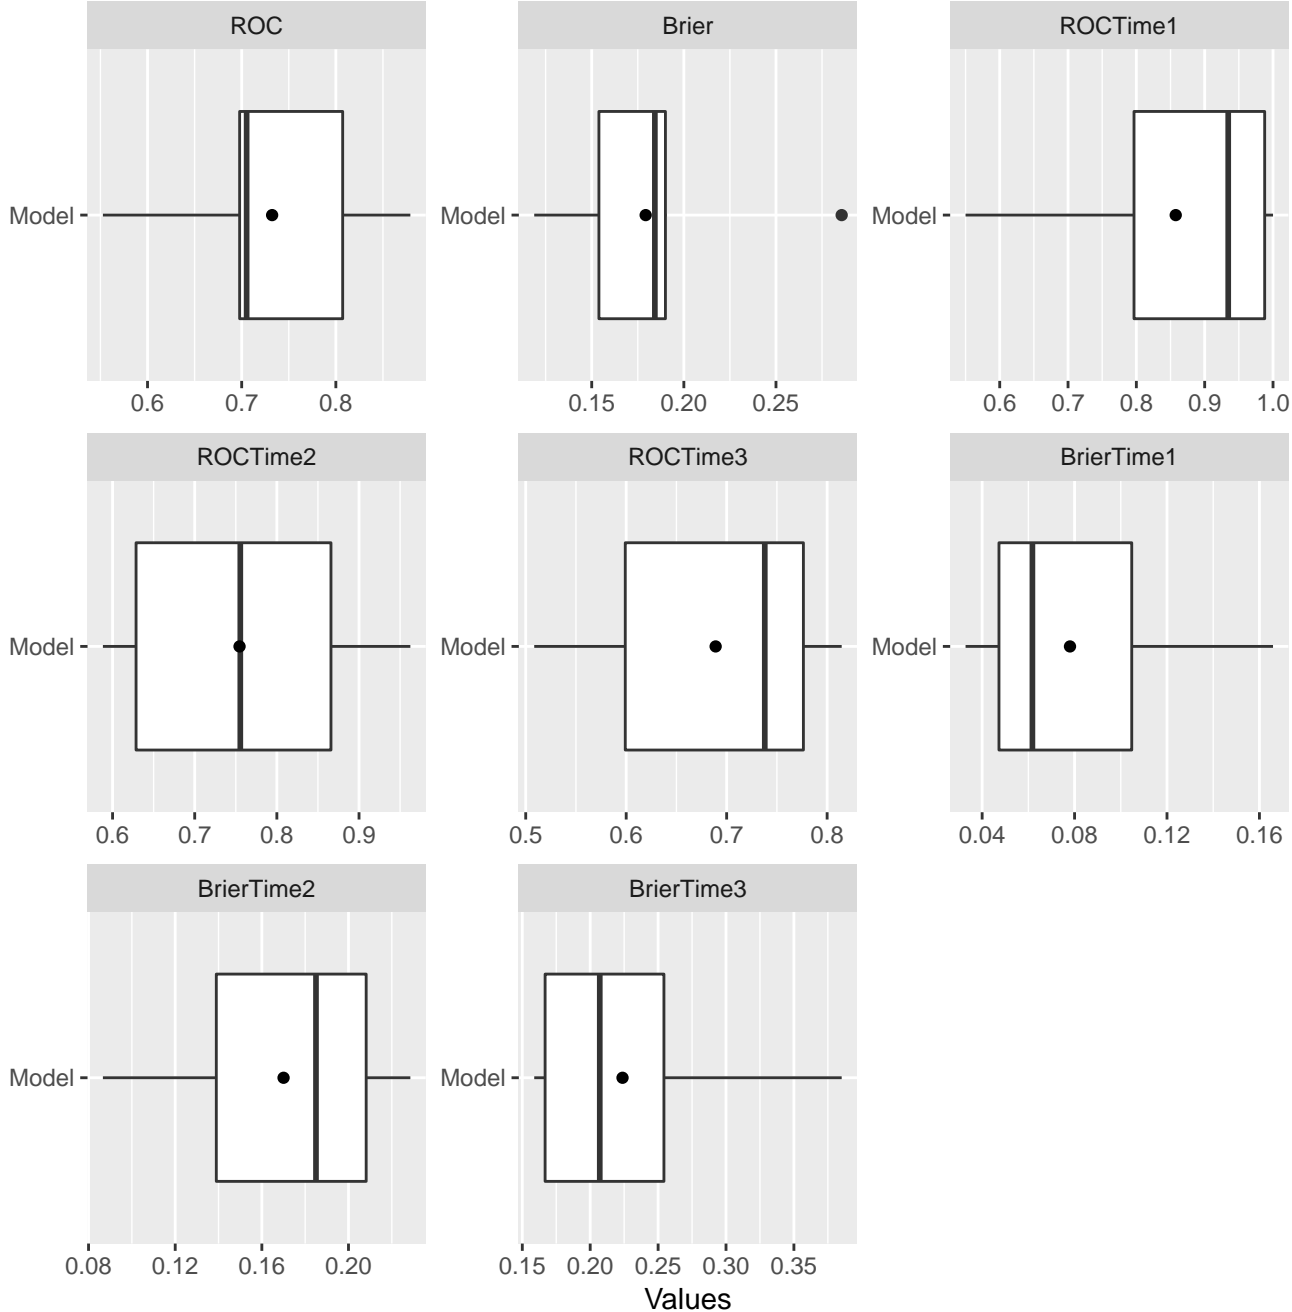 ROC Brier ROCTime1
Model Model Model
0.6 0.7 0.8 0.15 0.20 0.25 0.6 0.7 0.8 0.9 1.0
ROCTime2 ROCTime3 BrierTime1
Model Model Model
0.6 0.7 0.8 0.9 0.5 0.6 0.7 0.8 0.04 0.08 0.12 0.16
BrierTime2 BrierTime3
Model Model
0.08 0.12 0.16 0.20 0.15 0.20 0.25 0.30 0.35
Values